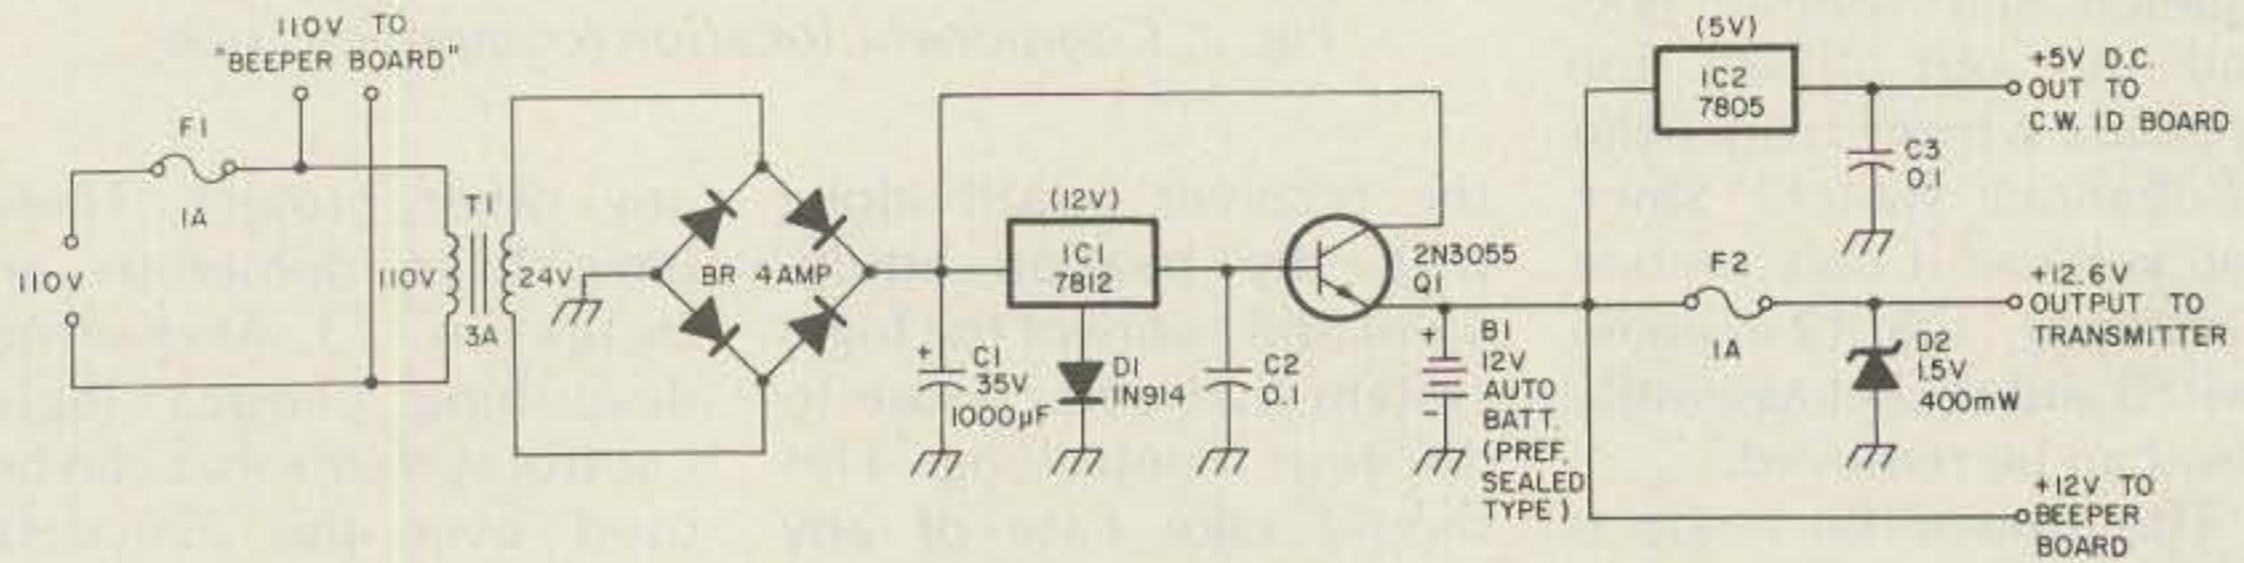 110V TO
"BEEPER BOARD"
F1
1A
110V
110V
T1
3A
24V
BR 4AMP
+
C1
35V
1000µF
(12V)
IC1
7812
D1
1N914
C2
0.1
2N3055
Q1
+
-
B1
12V
AUTO
BATT.
(PREF.
SEALED
TYPE)
(5V)
IC2
7805
C3
0.1
+5V D.C.
OUT TO
C.W. ID BOARD
F2
1A
+12.6V
OUTPUT TO
TRANSMITTER
D2
1.5V
400mW
+12V TO
BEEPER
BOARD